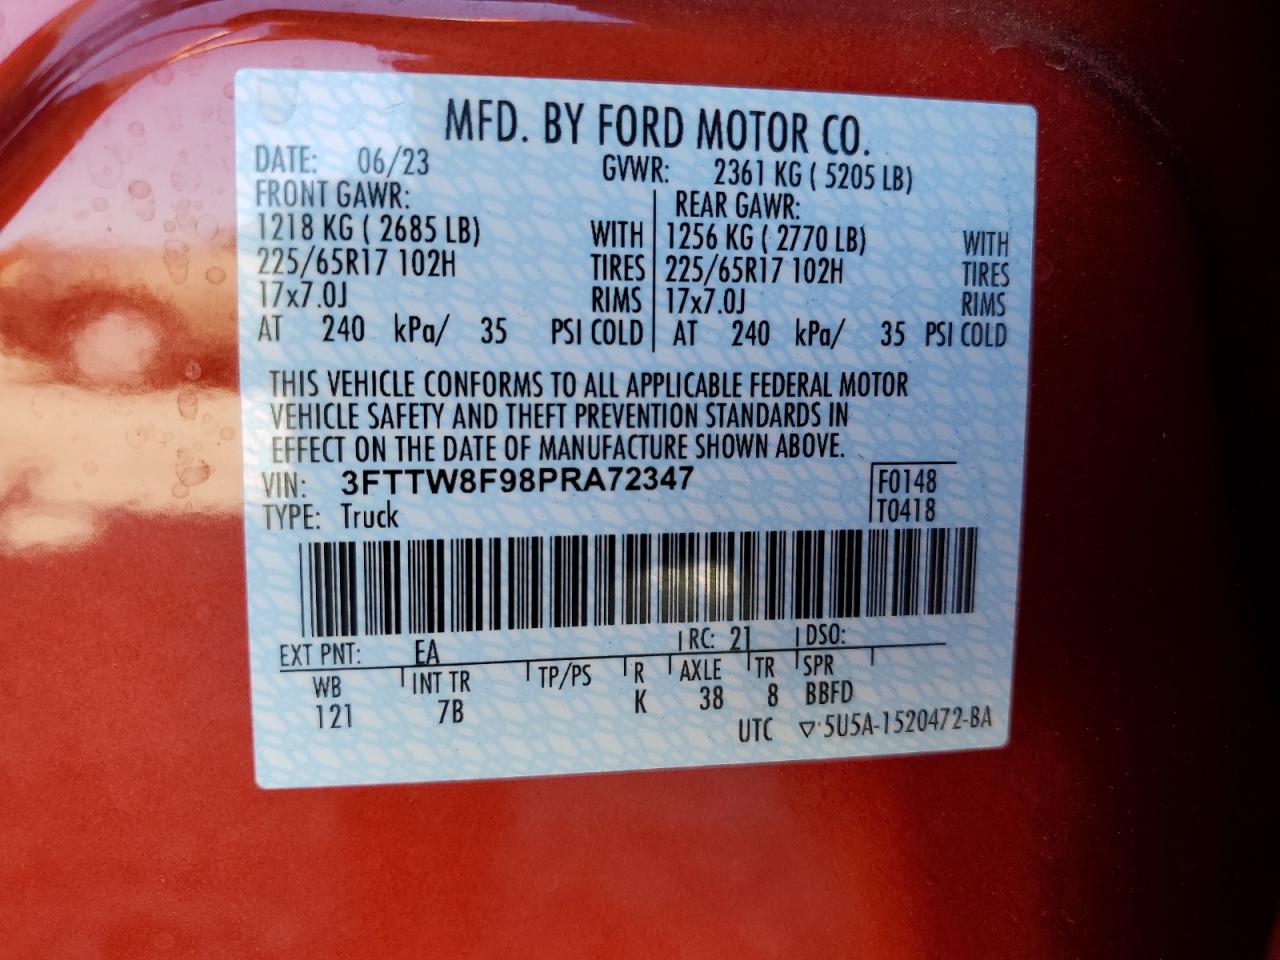 MFD. BY FORD MOTOR CO.
DATE: 06/23 GVWR: 2361 KG ( 5205 LB)
FRONT GAWR: REAR GAWR:
1218 KG ( 2685 LB) WITH 1256 KG ( 2770 LB) WITH
225/65R17 102H TIRES 225/65R17 102H TIRES
17x7.0J RIMS 17x7.0J RIMS
AT 240 kPa/ 35 PSI COLD AT 240 kPa/ 35 PSI COLD
THIS VEHICLE CONFORMS TO ALL APPLICABLE FEDERAL MOTOR
VEHICLE SAFETY AND THEFT PREVENTION STANDARDS IN
EFFECT ON THE DATE OF MANUFACTURE SHOWN ABOVE.
VIN: 3FTTW8F98PRA72347 F0148
TYPE: Truck T0418
EXT PNT: EA RC: 21 DSO:
WB INT TR TP/PS R AXLE TR SPR
121 7B K 38 8 BBFD
UTC ▽ 5U5A-1520472-BA